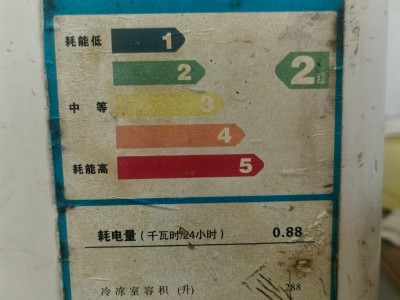 耗能低 1
2 2级
中等 3
4
耗能高 5
耗电量(千瓦时/24小时) 0.88
冷冻室容积(升) 288